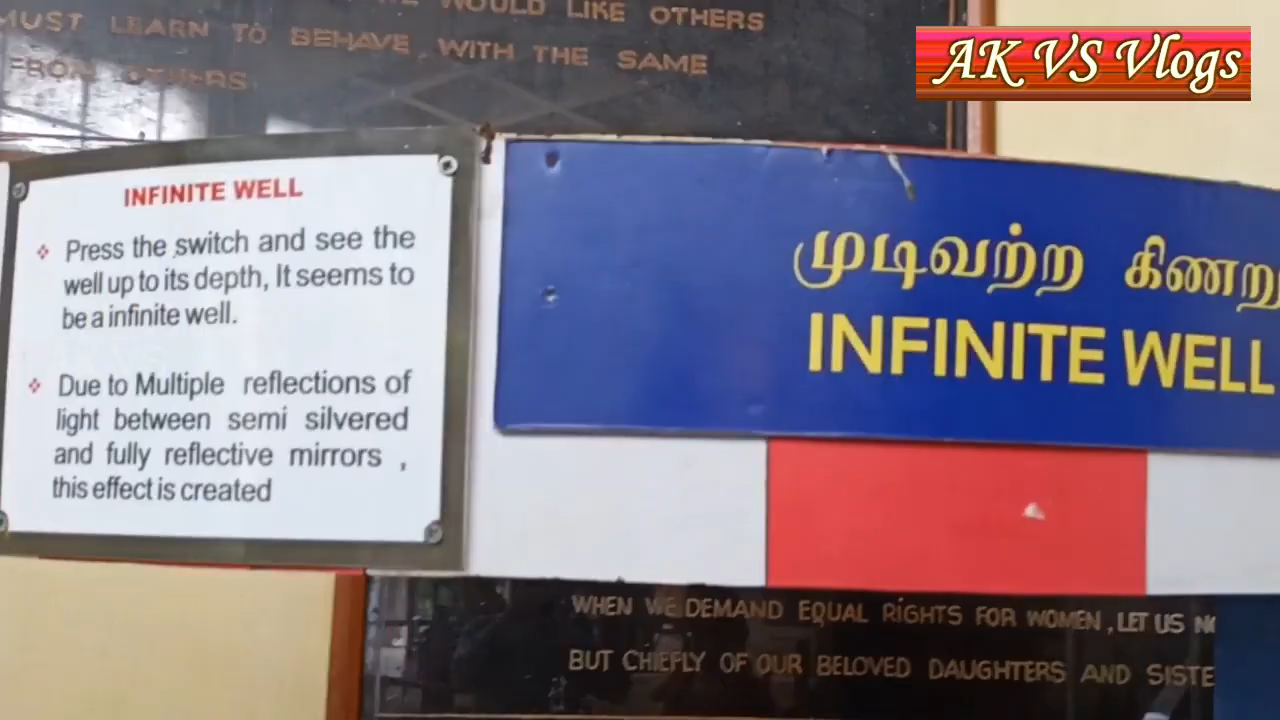 WOULD LIKE OTHERS
MUST LEARN TO BEHAVE WITH THE SAME
FROM OTHERS.
AK VS Vlogs
INFINITE WELL
Press the switch and see the
well up to its depth, It seems to
be a infinite well.
Due to Multiple reflections of
light between semi silvered
and fully reflective mirrors ,
this effect is created
முடிவற்ற கிணறு
INFINITE WELL
WHEN WE DEMAND EQUAL RIGHTS FOR WOMEN, LET US
BUT CHIEFLY OF OUR BELOVED DAUGHTERS AND